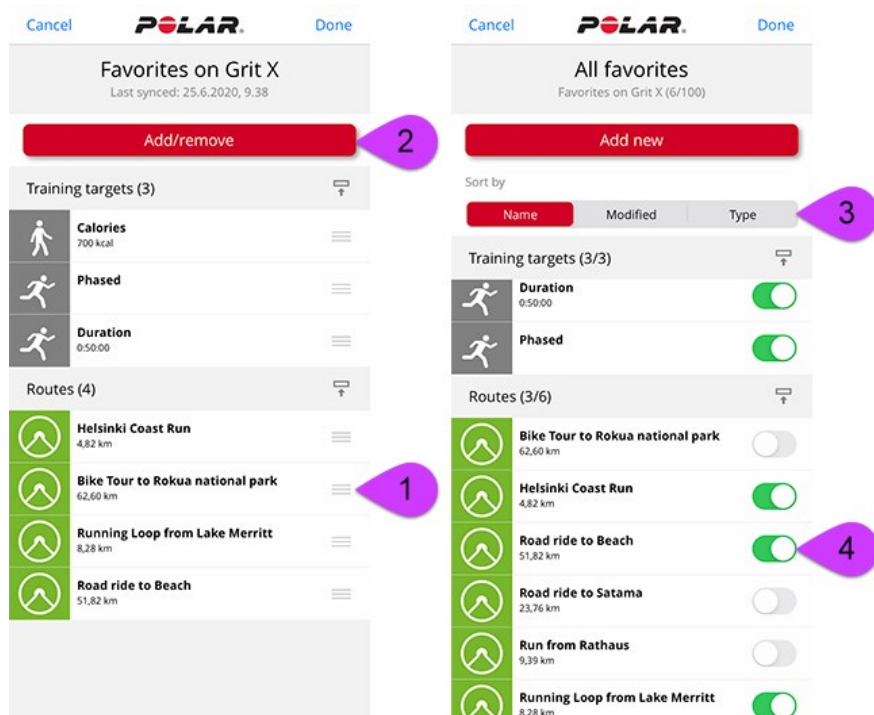 Cancel
POLAR.
Done
Favorites on Grit X
Last synced: 25.6.2020, 9.38
Add/remove
2
Training targets (3)
Calories
700 kcal
Phased
Duration
0:50:00
Routes (4)
Helsinki Coast Run
4,82 km
Bike Tour to Rokua national park
62,60 km
1
Running Loop from Lake Merritt
8,28 km
Road ride to Beach
51,82 km
Cancel
POLAR.
Done
All favorites
Favorites on Grit X (6/100)
Add new
Sort by
Name
Modified
Type
3
Training targets (3/3)
Duration
0:50:00
Phased
Routes (3/6)
Bike Tour to Rokua national park
62,60 km
Helsinki Coast Run
4,82 km
Road ride to Beach
51,82 km
4
Road ride to Satama
23,76 km
Run from Rathaus
9,39 km
Running Loop from Lake Merritt
8,28 km